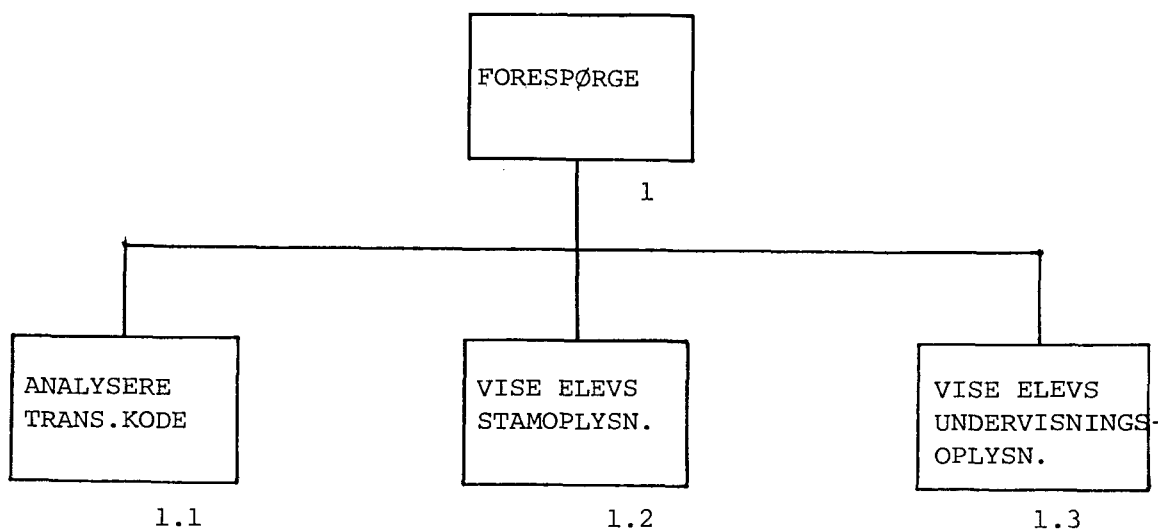 FORESPØRGE
1
ANALYSERE
TRANS.KODE
1.1
VISE ELEVS
STAMOPLYSN.
1.2
VISE ELEVS
UNDERVISNINGS-
OPLYSN.
1.3